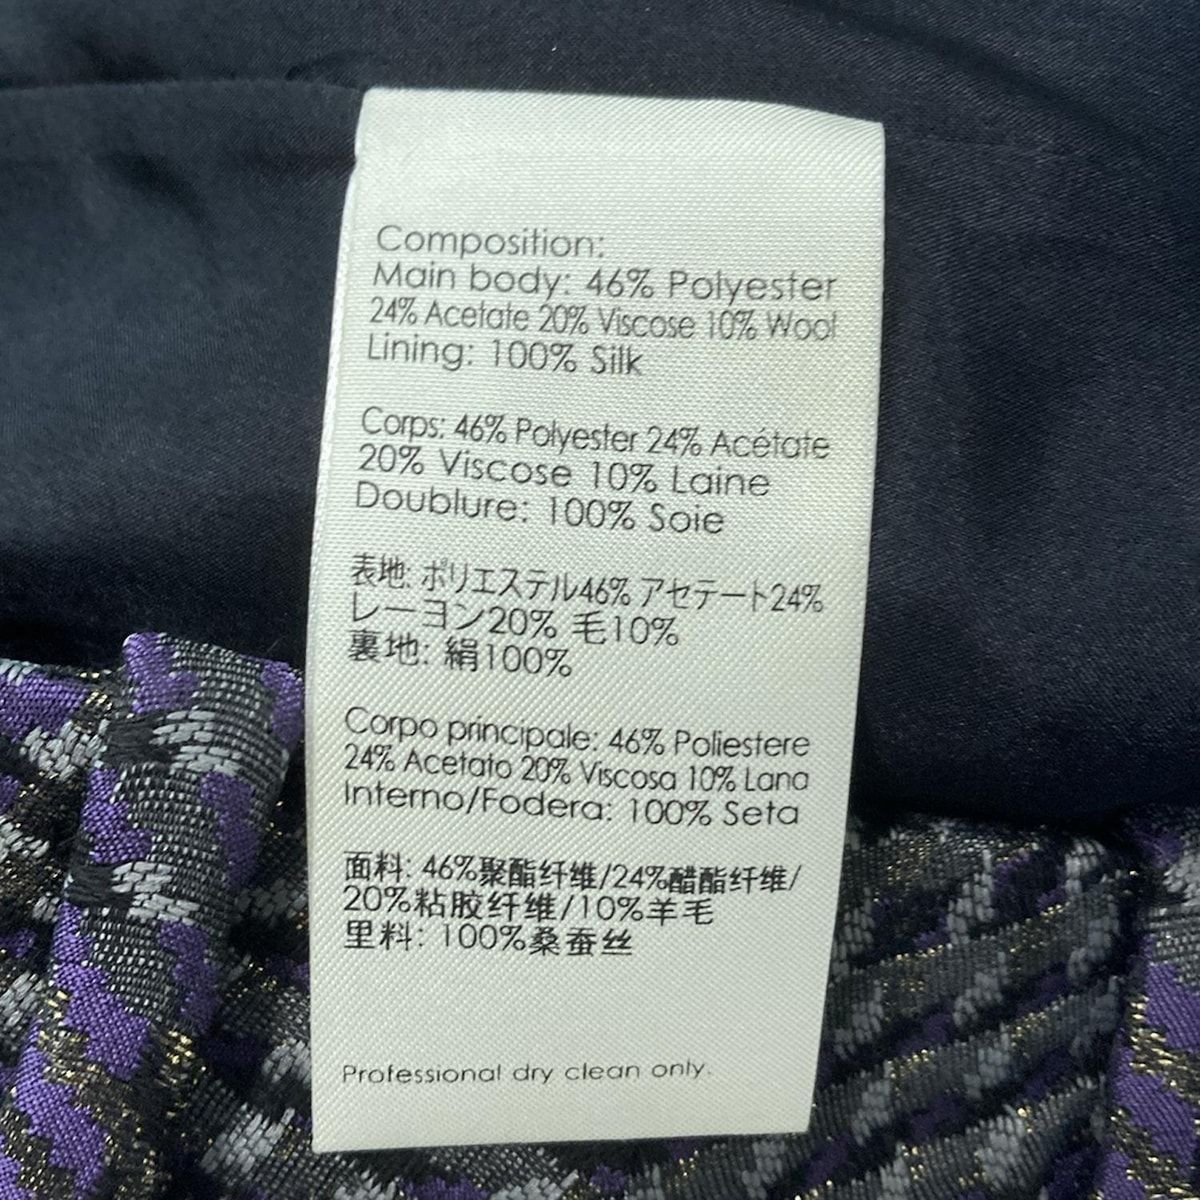 Composition:
Main body: 46% Polyester
24% Acetate 20% Viscose 10% Wool
Lining: 100% Silk
Corps: 46% Polyester 24% Acétate
20% Viscose 10% Laine
Doublure: 100% Soie
表地: ポリエステル46% アセテート24%
レーヨン20% 毛10%
裏地: 絹100%
Corpo principale: 46% Poliestere
24% Acetato 20% Viscosa 10% Lana
Interno/Fodera: 100% Seta
面料: 46%聚酯纤维/24%醋酯纤维/
20%粘胶纤维/10%羊毛
里料: 100%桑蚕丝
Professional dry clean only.